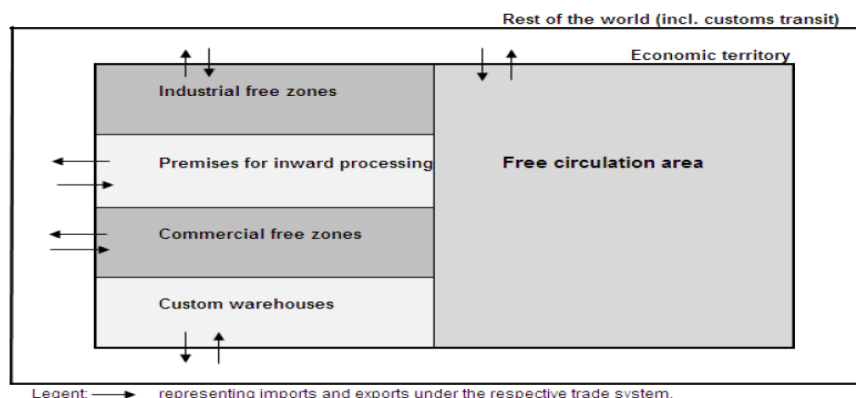 Rest of the world (incl. customs transit)
Economic territory
Industrial free zones
Premises for inward processing
Free circulation area
Commercial free zones
Custom warehouses
Legent: representing imports and exports under the respective trade system.